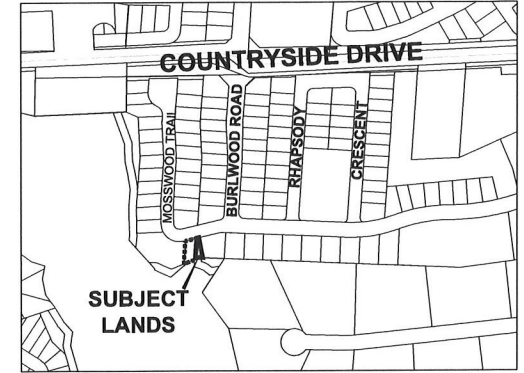 COUNTRYSIDE DRIVE
MOSSWOOD TRAIL
BURLWOOD ROAD
RHAPSODY
CRESCENT
SUBJECT
LANDS